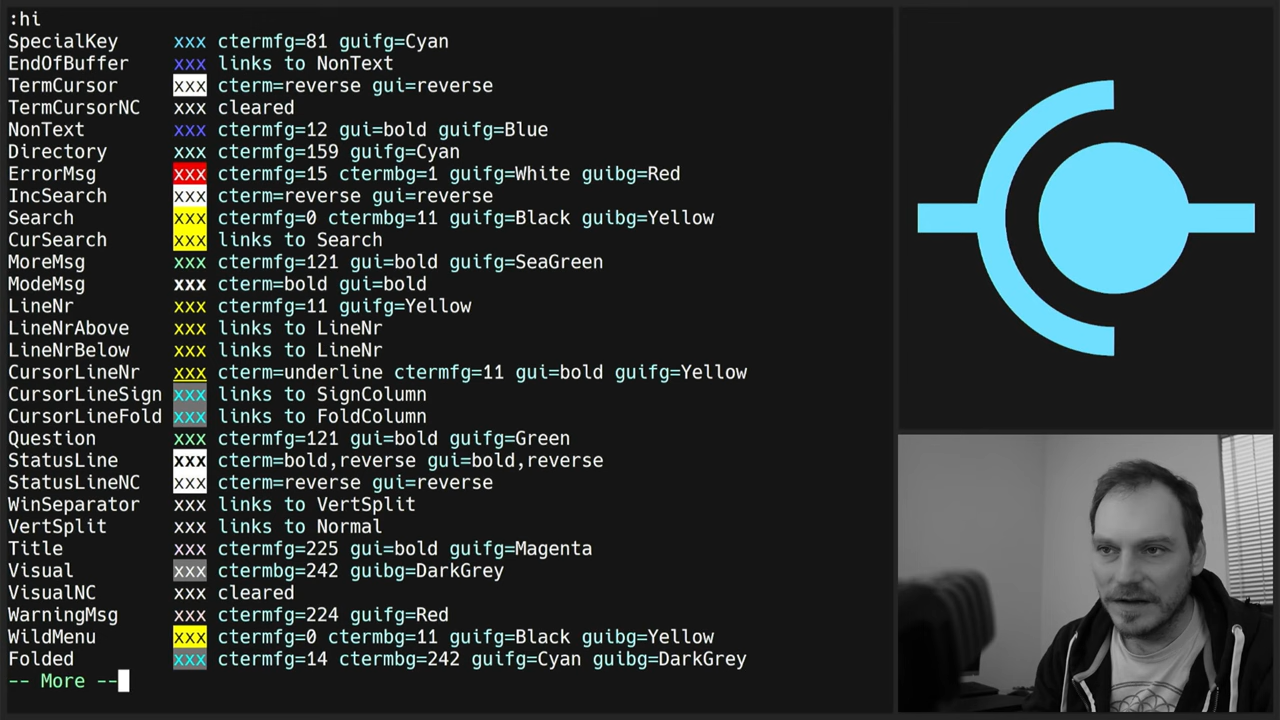 :hi
SpecialKey     xxx ctermfg=81 guifg=Cyan
EndOfBuffer    xxx links to NonText
TermCursor     xxx cterm=reverse gui=reverse
TermCursorNC   xxx cleared
NonText        xxx ctermfg=12 gui=bold guifg=Blue
Directory      xxx ctermfg=159 guifg=Cyan
ErrorMsg       xxx ctermfg=15 ctermbg=1 guifg=White guibg=Red
IncSearch      xxx cterm=reverse gui=reverse
Search         xxx ctermfg=0 ctermbg=11 guifg=Black guibg=Yellow
CurSearch      xxx links to Search
MoreMsg        xxx ctermfg=121 gui=bold guifg=SeaGreen
ModeMsg        xxx cterm=bold gui=bold
LineNr         xxx ctermfg=11 guifg=Yellow
LineNrAbove    xxx links to LineNr
LineNrBelow    xxx links to LineNr
CursorLineNr   xxx cterm=underline ctermfg=11 gui=bold guifg=Yellow
CursorLineSign xxx links to SignColumn
CursorLineFold xxx links to FoldColumn
Question       xxx ctermfg=121 gui=bold guifg=Green
StatusLine     xxx cterm=bold,reverse gui=bold,reverse
StatusLineNC   xxx cterm=reverse gui=reverse
WinSeparator   xxx links to VertSplit
VertSplit      xxx links to Normal
Title          xxx ctermfg=225 gui=bold guifg=Magenta
Visual         xxx ctermbg=242 guibg=DarkGrey
VisualNC       xxx cleared
WarningMsg     xxx ctermfg=224 guifg=Red
WildMenu       xxx ctermfg=0 ctermbg=11 guifg=Black guibg=Yellow
Folded         xxx ctermfg=14 ctermbg=242 guifg=Cyan guibg=DarkGrey
-- More --